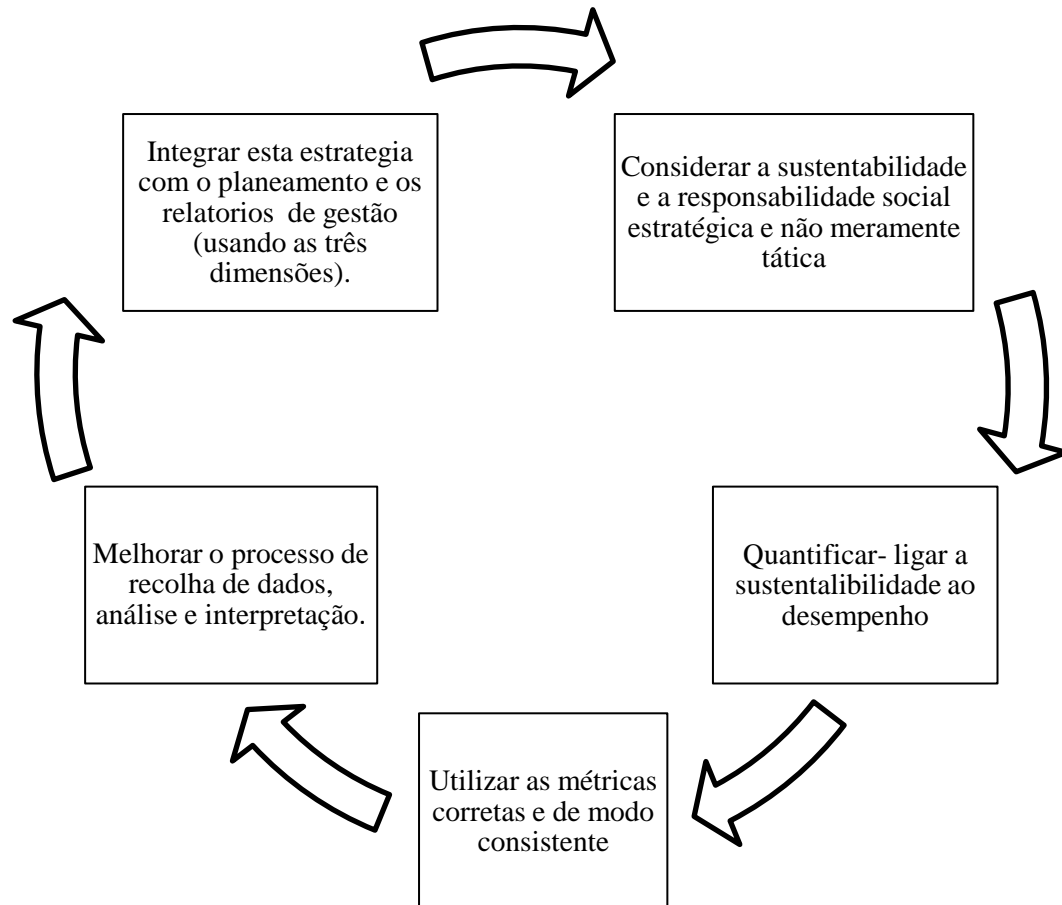 Integrar esta estrategia
com o planeamento e os
relatorios de gestão
(usando as três
dimensões).
Considerar a sustentabilidade
e a responsabilidade social
estratégica e não meramente
tática
Quantificar- ligar a
sustentalibilidade ao
desempenho
Utilizar as métricas
corretas e de modo
consistente
Melhorar o processo de
recolha de dados,
análise e interpretação.